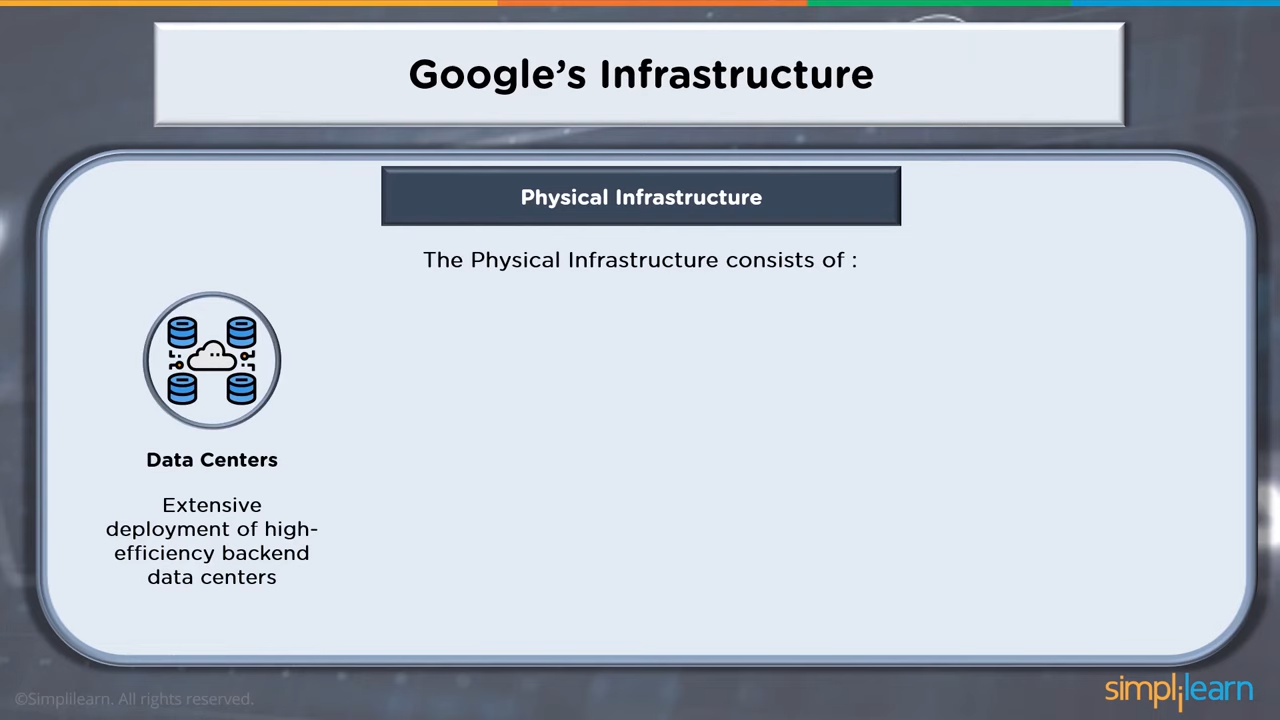 Google’s Infrastructure
Physical Infrastructure
The Physical Infrastructure consists of :
Data Centers
Extensive
deployment of high-
efficiency backend
data centers
©Simplilearn. All rights reserved.
simplilearn